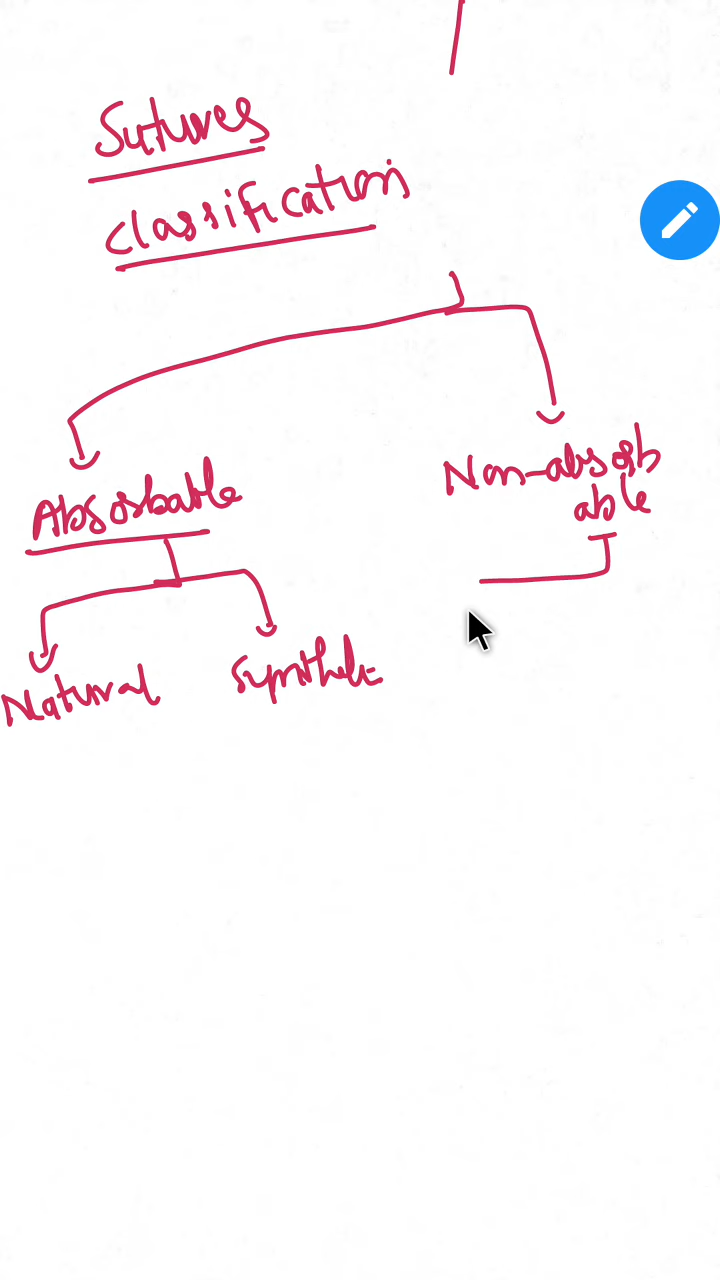 Sutures
classification
Absorbable
Non-absorb
able
Natural
Synthetic